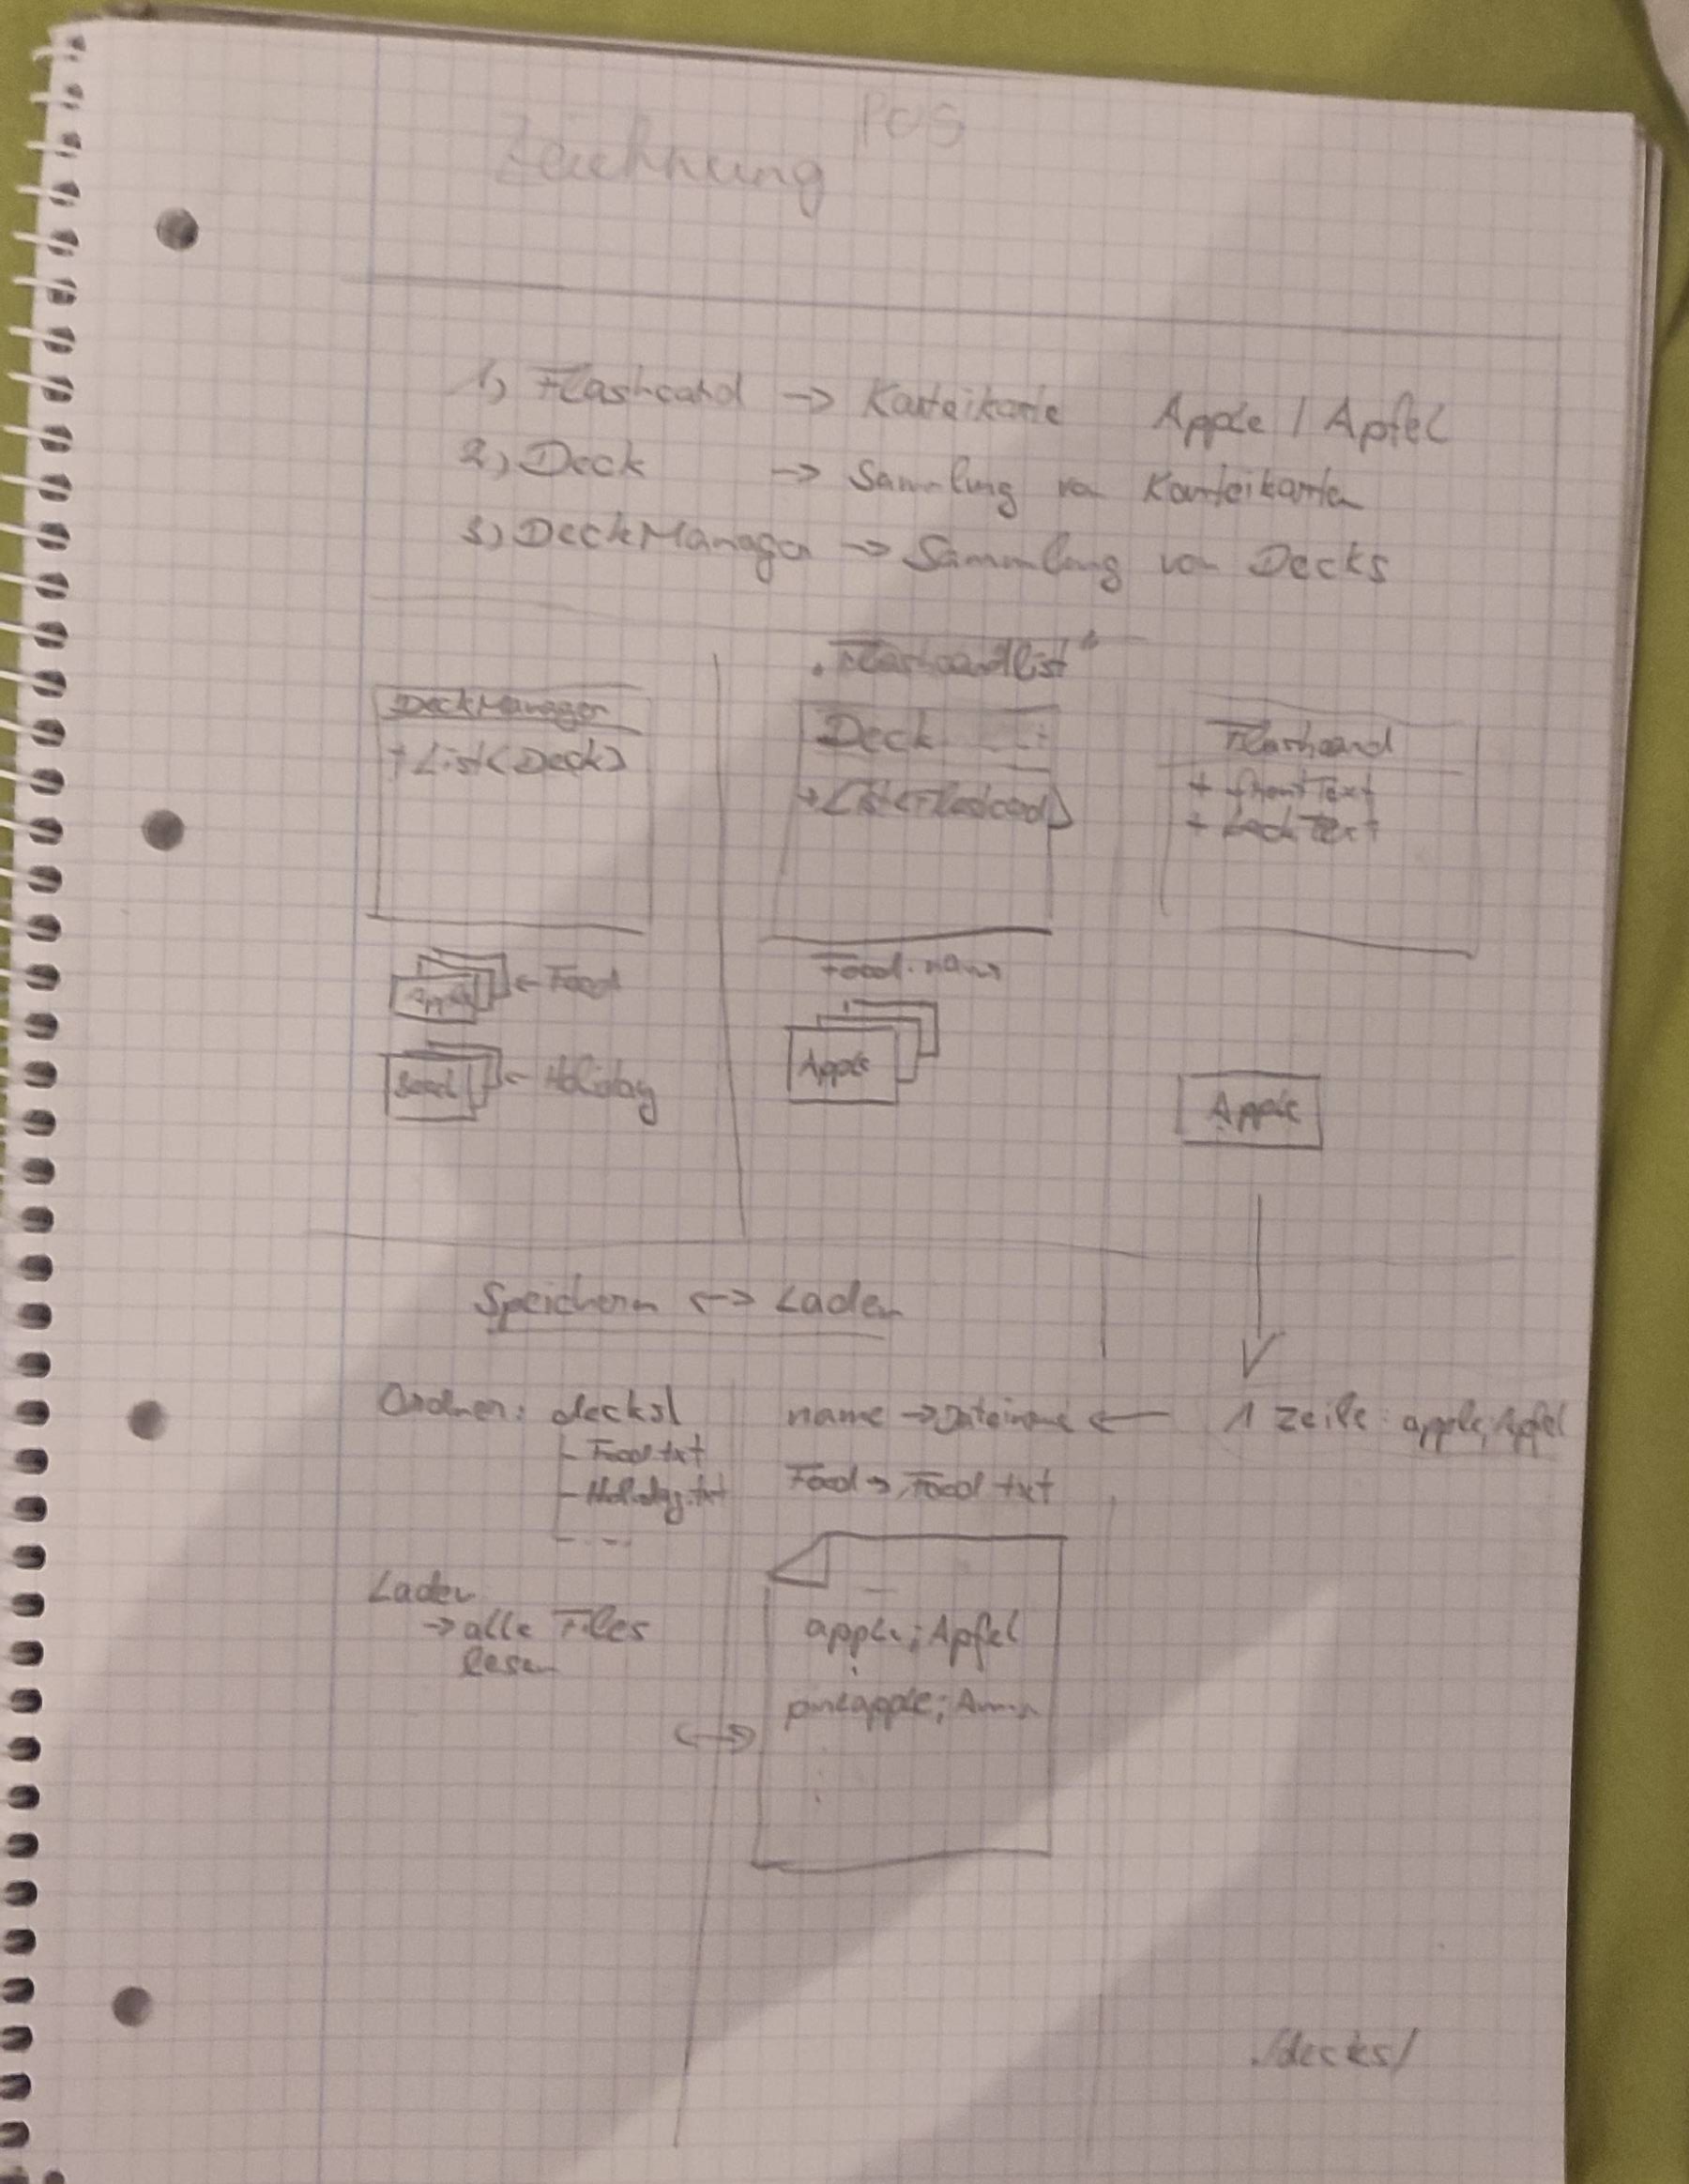 POS
Zeichnung
1) Flashcard -> Karteikarte Apple / Apfel
2) Deck -> Sammlung von Karteikarten
3) DeckManager -> Sammlung von Decks
DeckManager
+ List<Deck>
"Flashcardlist"
Deck
+ List<Flashcard>
Flashcard
+ frontText
+ backText
Apple
<- Food
<- Holiday
Food
Apple
Apple
Speichern <-> Laden
Ordner: decks/
- Food.txt
- Holiday.txt
- ...
Laden
-> alle Files
lesen
name -> Dateiname <-
Food -> Food.txt
apple; Apfel
pineapple;
<->
1 Zeile: apple; Apfel
./decks/